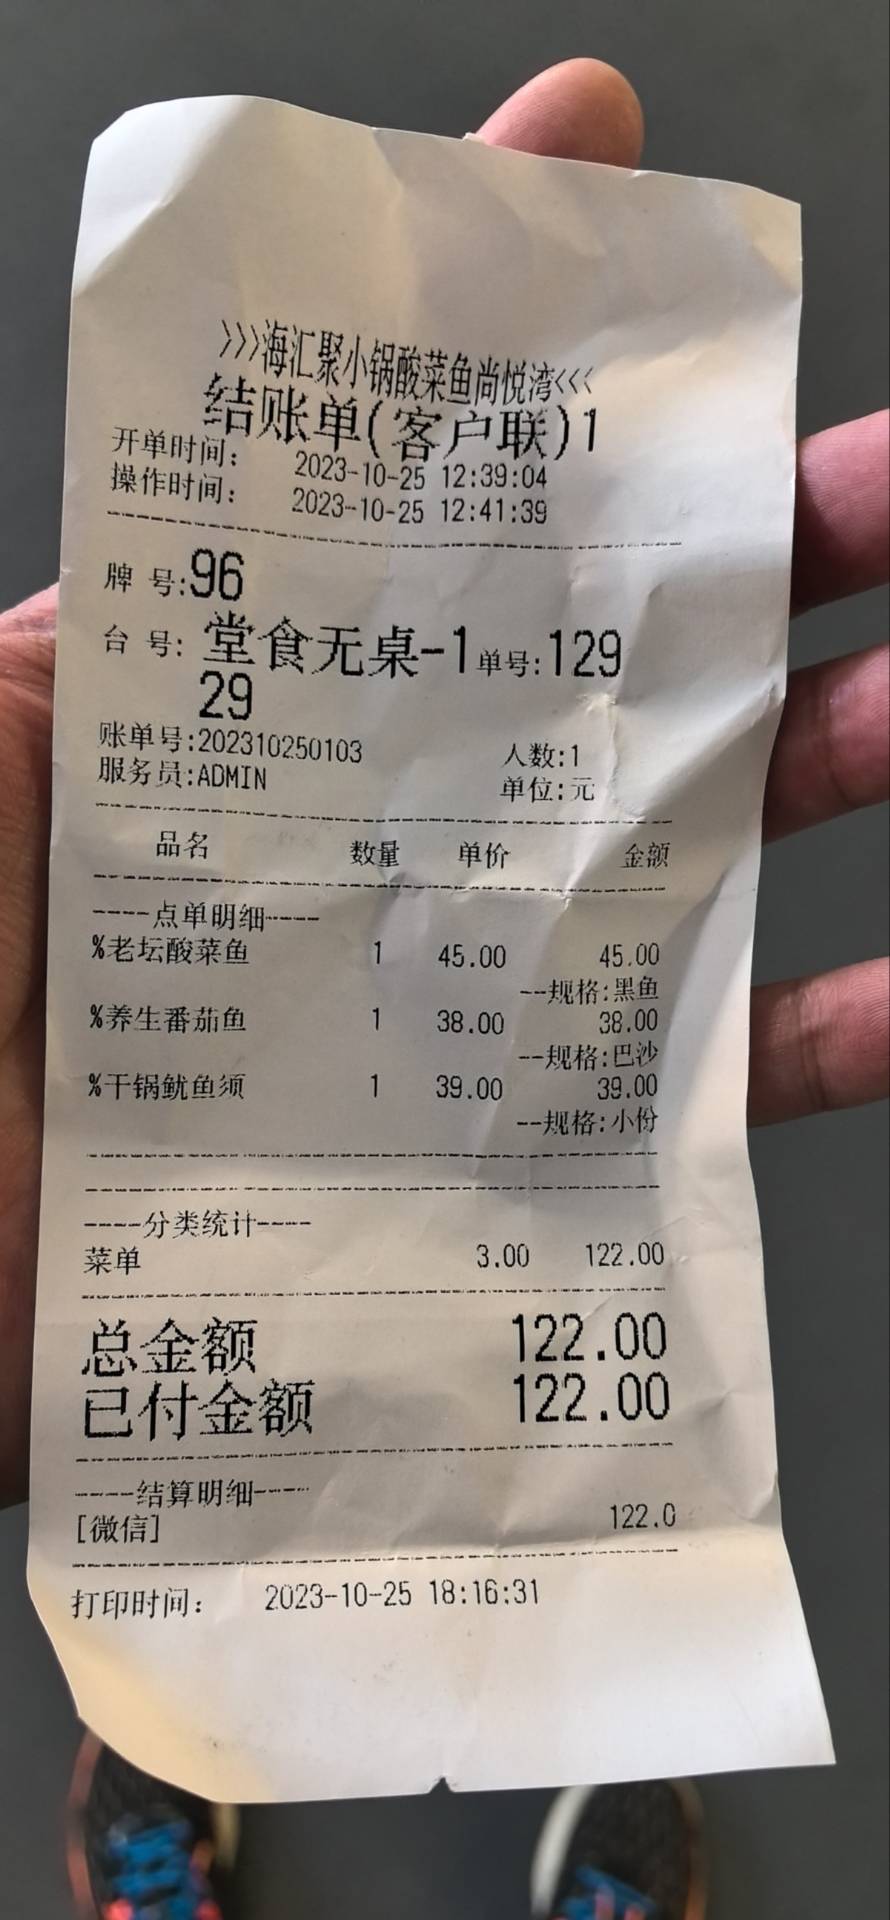 >>>海汇聚小锅酸菜鱼尚悦湾<<<
结账单(客户联)1
开单时间: 2023-10-25 12:39:04
操作时间: 2023-10-25 12:41:39
牌 号:96
台 号: 堂食无桌-1 单号:129
29
账单号:202310250103 人数:1
服务员:ADMIN 单位:元
品名 数量 单价 金额
----点单明细----
%老坛酸菜鱼 1 45.00 45.00
--规格:黑鱼
%养生番茄鱼 1 38.00 38.00
--规格:巴沙
%干锅鱿鱼须 1 39.00 39.00
--规格:小份
----分类统计----
菜单 3.00 122.00
总金额 122.00
已付金额 122.00
----结算明细----
[微信] 122.0
打印时间: 2023-10-25 18:16:31